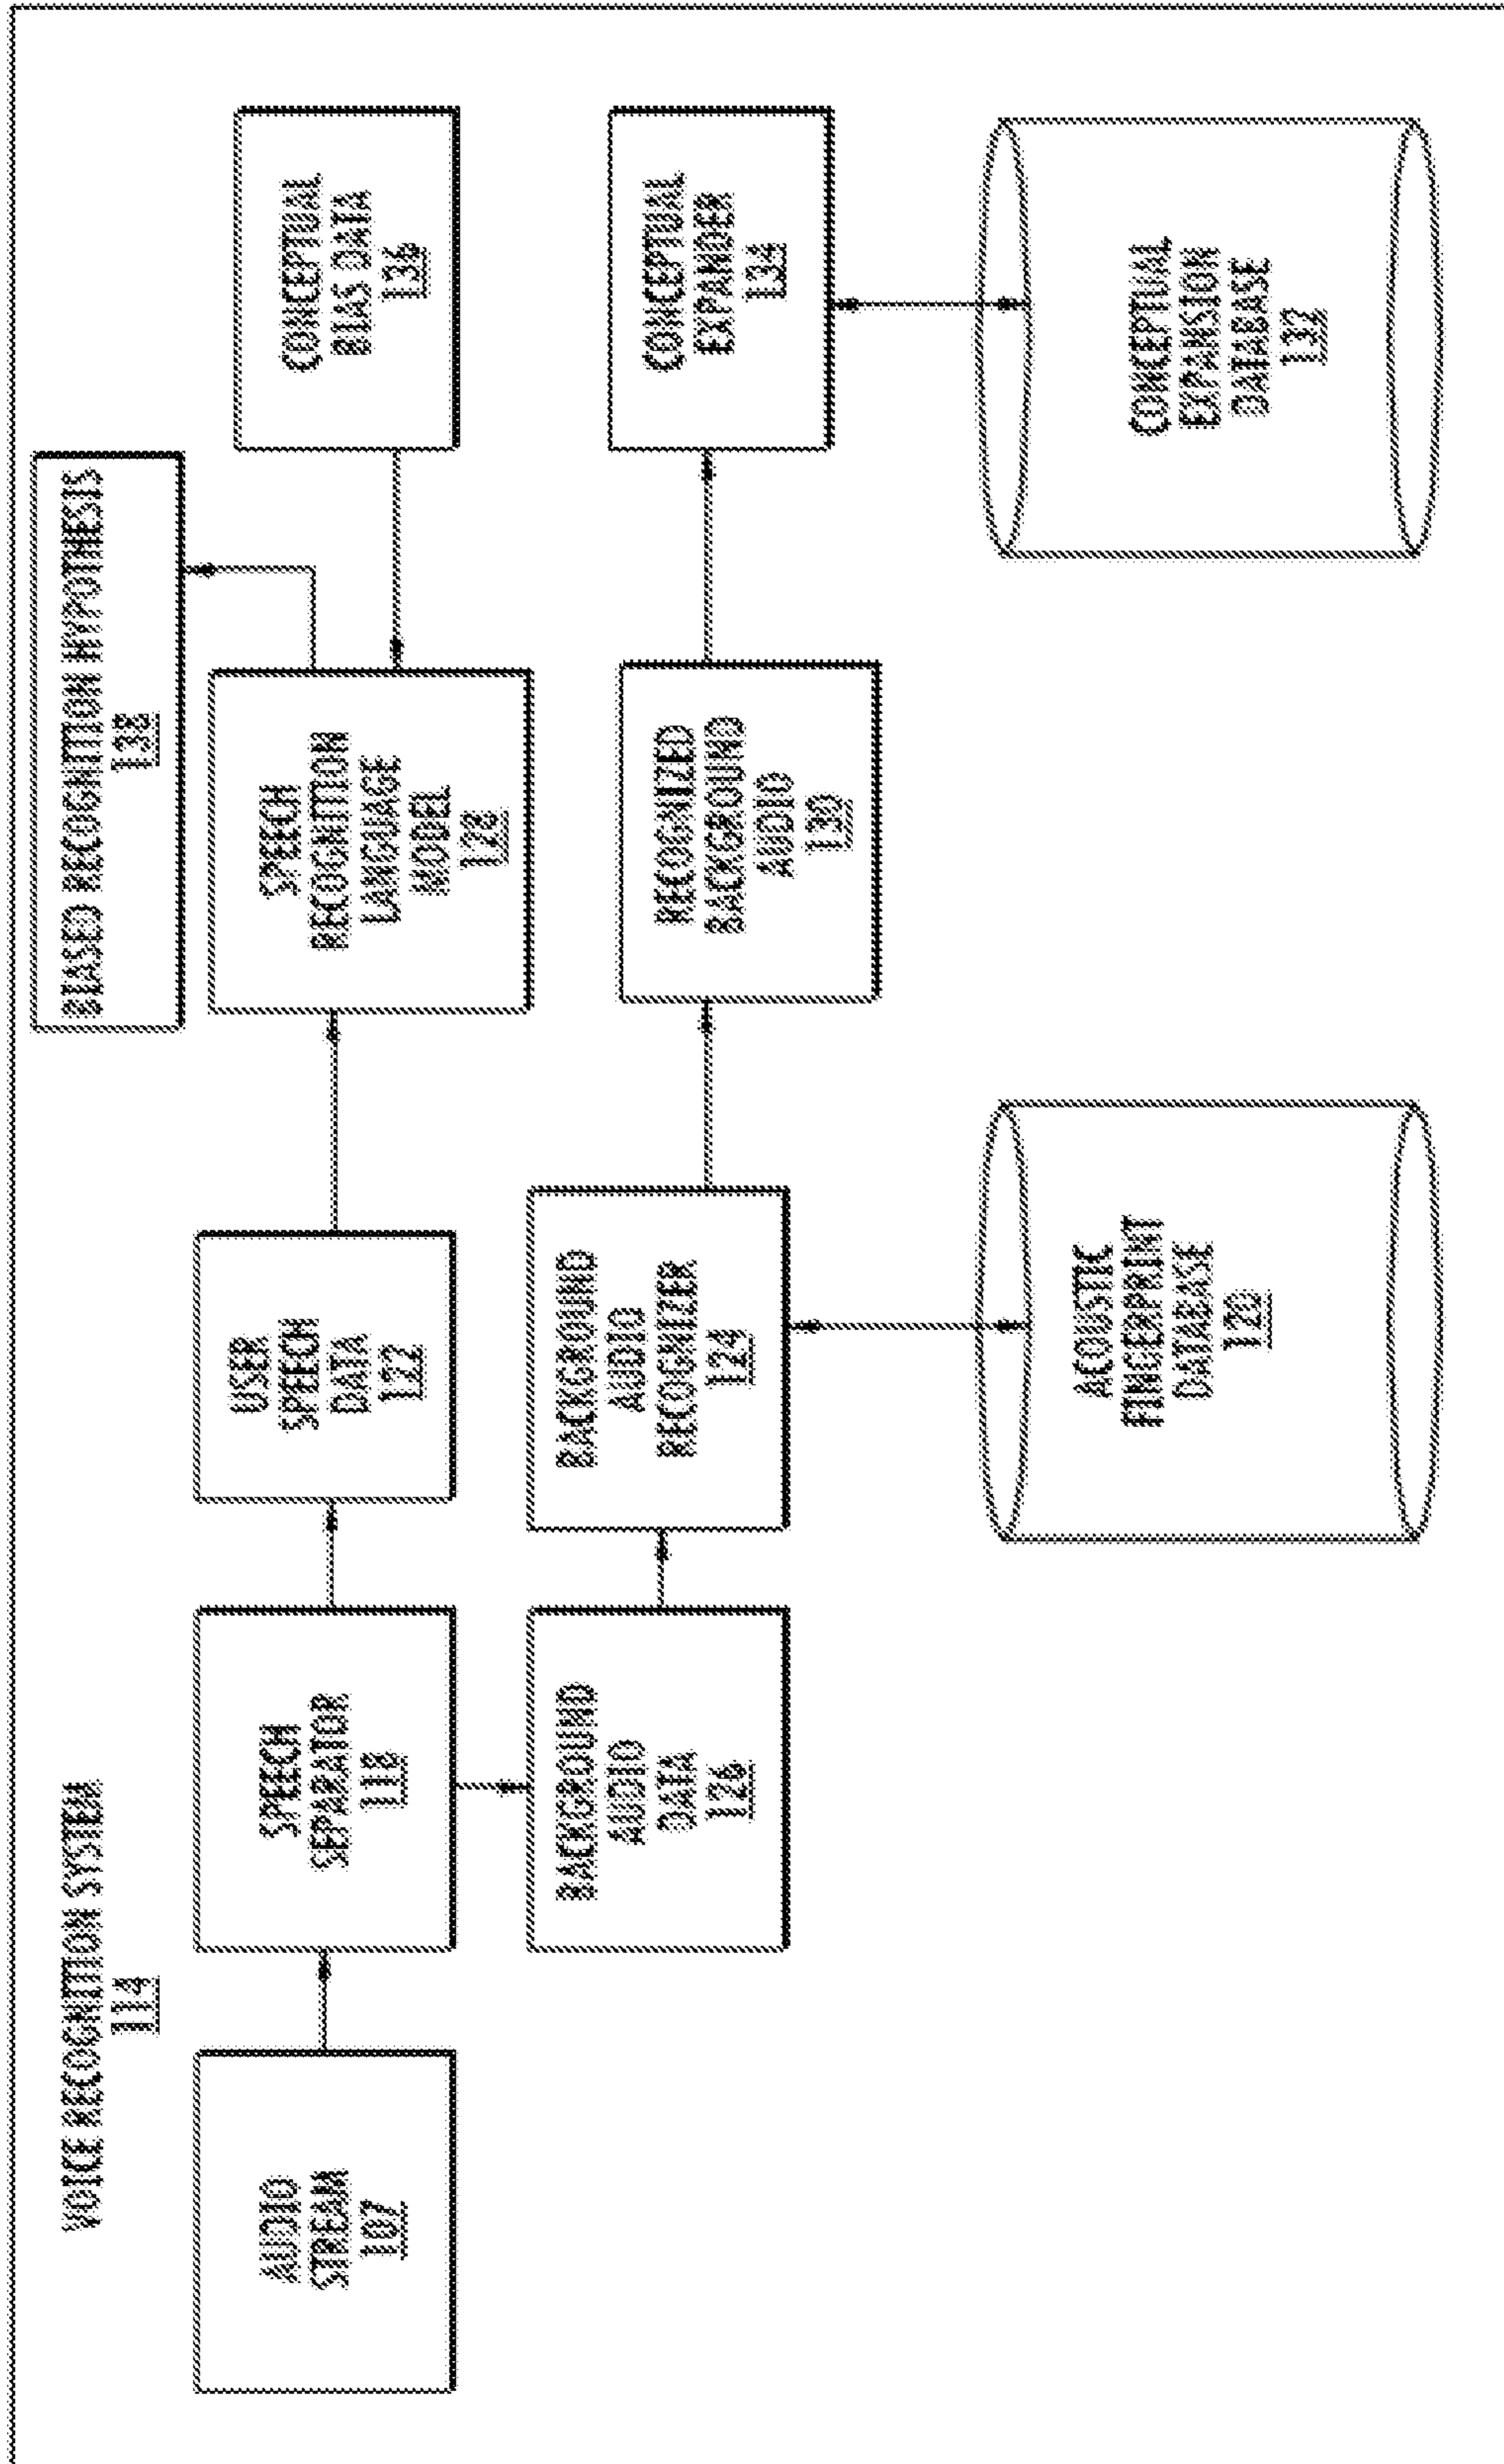 VOICE RECOGNITION SYSTEM
114
BIASED RECOGNITION HYPOTHESIS
138
AUDIO
STREAM
107
SPEECH
SEPARATOR
118
USER
SPEECH
DATA
122
SPEECH
RECOGNITION
LANGUAGE
MODEL
128
CONCEPTUAL
BIAS DATA
136
BACKGROUND
AUDIO
DATA
126
BACKGROUND
AUDIO
RECOGNIZER
124
RECOGNIZED
BACKGROUND
AUDIO
130
CONCEPTUAL
EXPANDER
134
ACOUSTIC
FINGERPRINT
DATABASE
120
CONCEPTUAL
EXPANSION
DATABASE
132